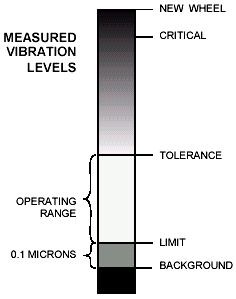 NEW WHEEL
CRITICAL
MEASURED
VIBRATION
LEVELS
TOLERANCE
OPERATING
RANGE
LIMIT
0.1 MICRONS
BACKGROUND